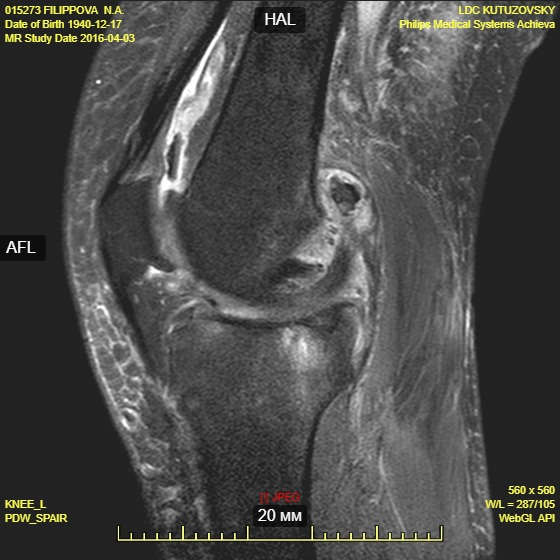 015273 FILIPPOVA N.A.
Date of Birth 1940-12-17
MR Study Date 2016-04-03
HAL
LDC KUTUZOVSKY
Philips Medical Systems Achieva
AFL
KNEE_L
PDW_SPAIR
[l] JPEG
20 мм
560 x 560
W/L = 287/105
WebGL API